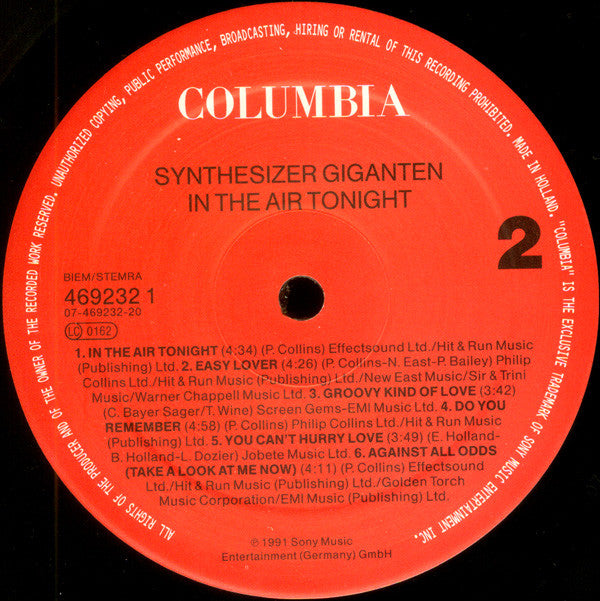 ALL RIGHTS OF THE PRODUCER AND OF THE OWNER OF THE RECORDED WORK RESERVED. UNAUTHORIZED COPYING, PUBLIC PERFORMANCE, BROADCASTING, HIRING OR RENTAL OF THIS RECORDING PROHIBITED. MADE IN HOLLAND. "COLUMBIA" IS THE EXCLUSIVE TRADEMARK OF SONY MUSIC ENTERTAINMENT INC.
COLUMBIA
SYNTHESIZER GIGANTEN
IN THE AIR TONIGHT
2
BIEM/STEMRA
469232 1
07-469232-20
LC 0162
1. IN THE AIR TONIGHT (4:34) (P. Collins) Effectsound Ltd./Hit & Run Music
(Publishing) Ltd. 2. EASY LOVER (4:26) (P. Collins-N. East-P. Bailey) Philip
Collins Ltd./Hit & Run Music (Publishing) Ltd./New East Music/Sir & Trini
Music/Warner Chappell Music Ltd. 3. GROOVY KIND OF LOVE (3:42)
(C. Bayer Sager/T. Wine) Screen Gems-EMI Music Ltd. 4. DO YOU
REMEMBER (4:58) (P. Collins) Philip Collins Ltd./Hit & Run Music
(Publishing) Ltd. 5. YOU CAN'T HURRY LOVE (3:49) (E. Holland-
B. Holland-L. Dozier) Jobete Music Ltd. 6. AGAINST ALL ODDS
(TAKE A LOOK AT ME NOW) (4:11) (P. Collins) Effectsound
Ltd./Hit & Run Music (Publishing) Ltd./Golden Torch
Music Corporation/EMI Music (Publishing) Ltd.
℗ 1991 Sony Music
Entertainment (Germany) GmbH